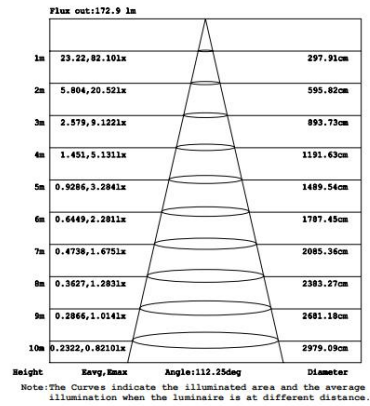 Flux out:172.9 lm
1m 23.22,82.10lx 297.91cm
2m 5.804,20.52lx 595.82cm
3m 2.579,9.122lx 893.73cm
4m 1.451,5.131lx 1191.63cm
5m 0.9286,3.284lx 1489.54cm
6m 0.6449,2.281lx 1787.45cm
7m 0.4738,1.675lx 2085.36cm
8m 0.3627,1.283lx 2383.27cm
9m 0.2866,1.014lx 2681.18cm
10m 0.2322,0.8210lx 2979.09cm
Height Eavg,Emax Angle:112.25deg Diameter
Note:The Curves indicate the illuminated area and the average
illumination when the luminaire is at different distance.